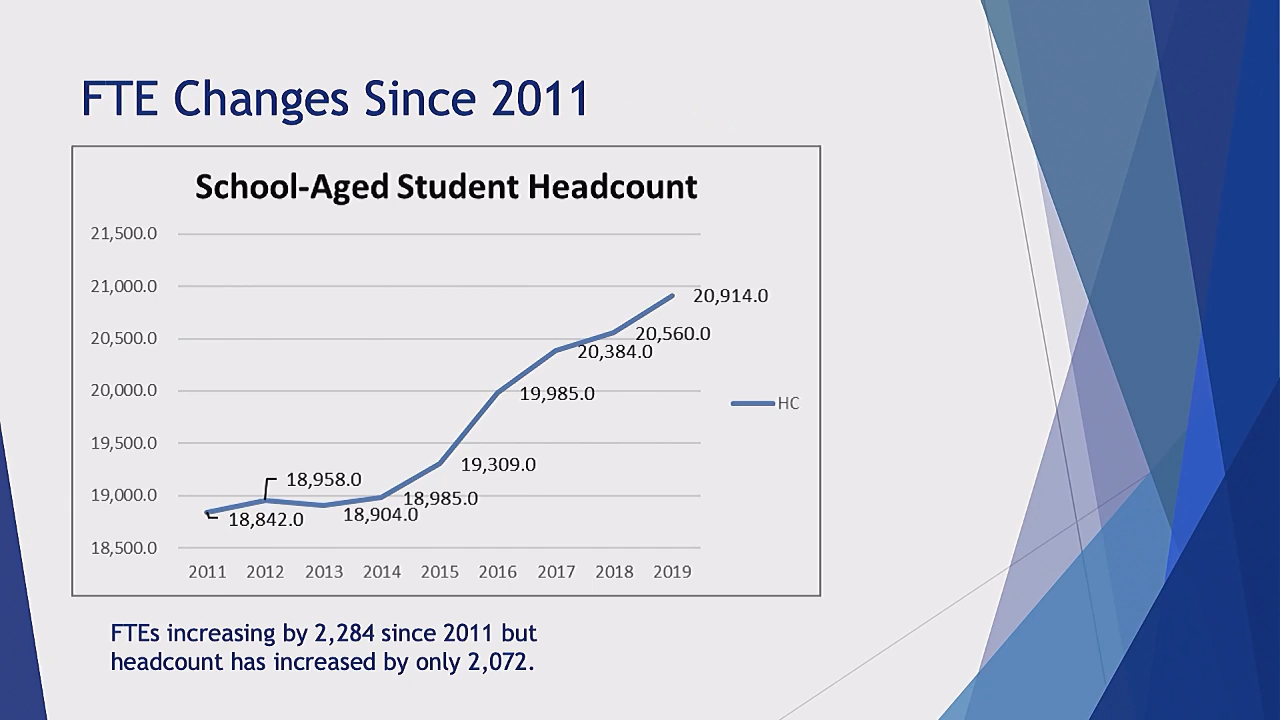 FTE Changes Since 2011
School-Aged Student Headcount
21,500.0
21,000.0
20,500.0
20,000.0
19,500.0
19,000.0
18,500.0
18,842.0
18,958.0
18,904.0
18,985.0
19,309.0
19,985.0
20,384.0
20,560.0
20,914.0
HC
2011 2012 2013 2014 2015 2016 2017 2018 2019
FTEs increasing by 2,284 since 2011 but
headcount has increased by only 2,072.